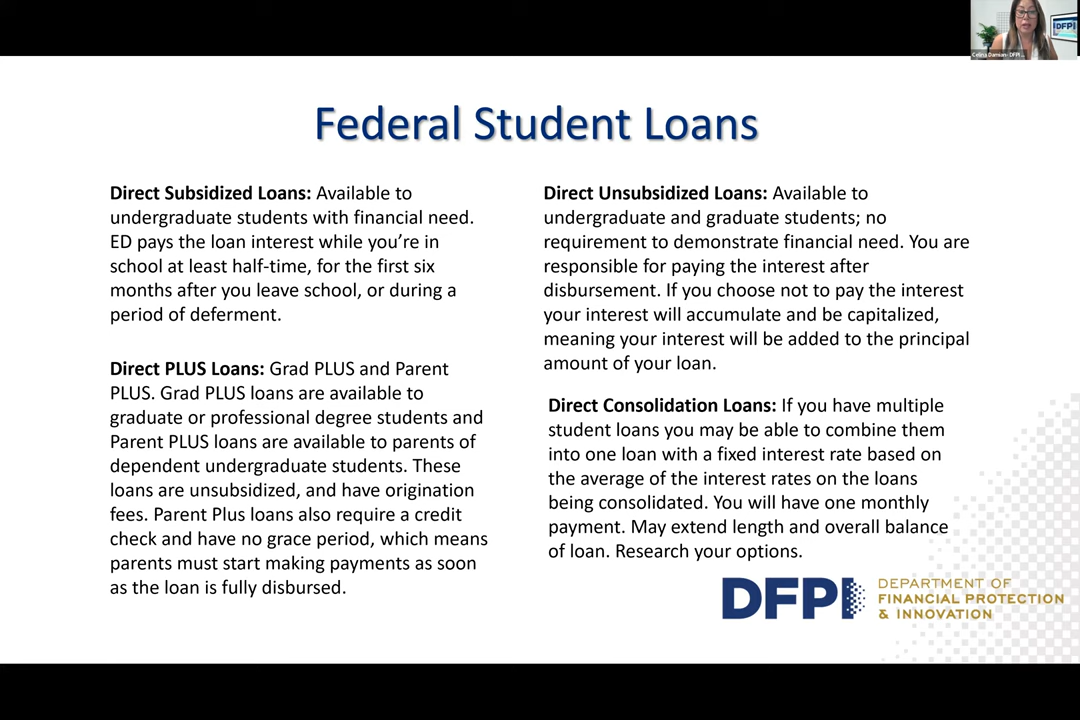 Federal Student Loans
Direct Subsidized Loans: Available to
undergraduate students with financial need.
ED pays the loan interest while you’re in
school at least half-time, for the first six
months after you leave school, or during a
period of deferment.
Direct PLUS Loans: Grad PLUS and Parent
PLUS. Grad PLUS loans are available to
graduate or professional degree students and
Parent PLUS loans are available to parents of
dependent undergraduate students. These
loans are unsubsidized, and have origination
fees. Parent Plus loans also require a credit
check and have no grace period, which means
parents must start making payments as soon
as the loan is fully disbursed.
Direct Unsubsidized Loans: Available to
undergraduate and graduate students; no
requirement to demonstrate financial need. You are
responsible for paying the interest after
disbursement. If you choose not to pay the interest
your interest will accumulate and be capitalized,
meaning your interest will be added to the principal
amount of your loan.
Direct Consolidation Loans: If you have multiple
student loans you may be able to combine them
into one loan with a fixed interest rate based on
the average of the interest rates on the loans
being consolidated. You will have one monthly
payment. May extend length and overall balance
of loan. Research your options.
DFPI
DEPARTMENT OF
FINANCIAL PROTECTION
& INNOVATION
DFPI
Celina Damian- DFPI...